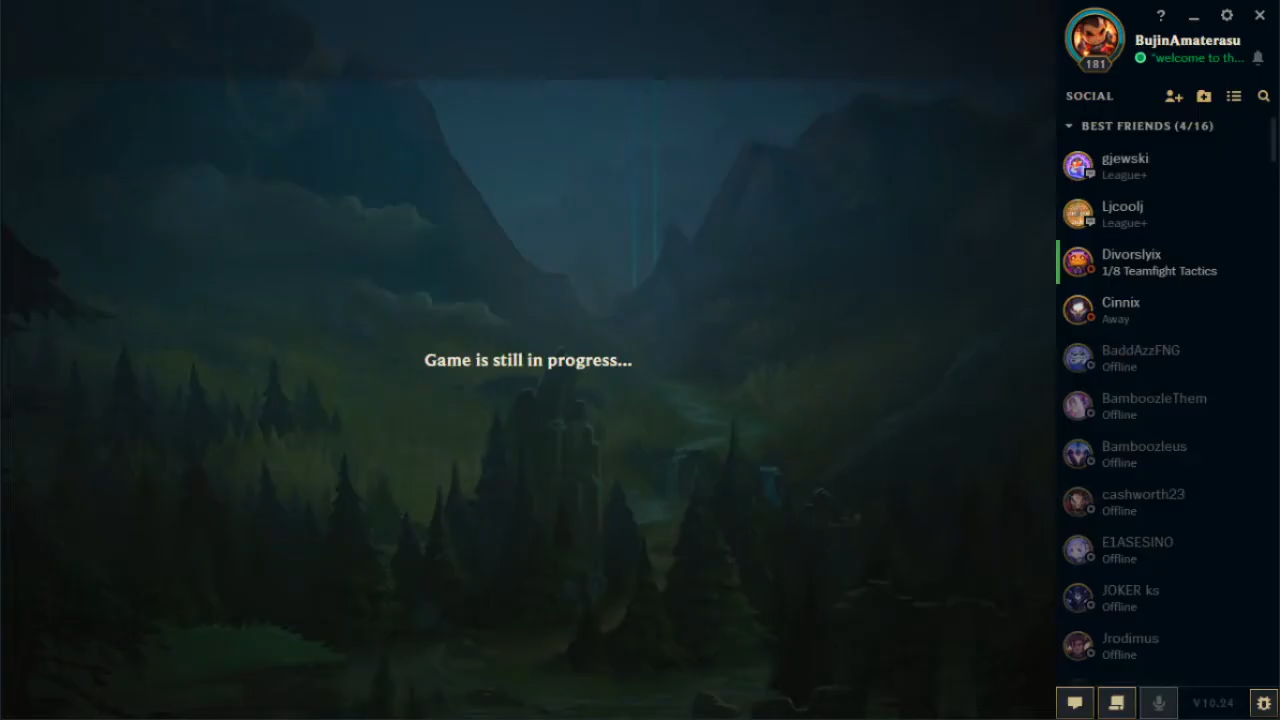 ?
BujinAmaterasu
181
"welcome to th...
SOCIAL
BEST FRIENDS (4/16)
gjewski
League+
Ljcoolj
League+
Divorslyix
1/8 Teamfight Tactics
Cinnix
Away
Game is still in progress...
BaddAzzFNG
Offline
BamboozleThem
Offline
Bamboozleus
Offline
cashworth23
Offline
E1ASESINO
Offline
JOKER ks
Offline
Jrodimus
Offline
V10.24